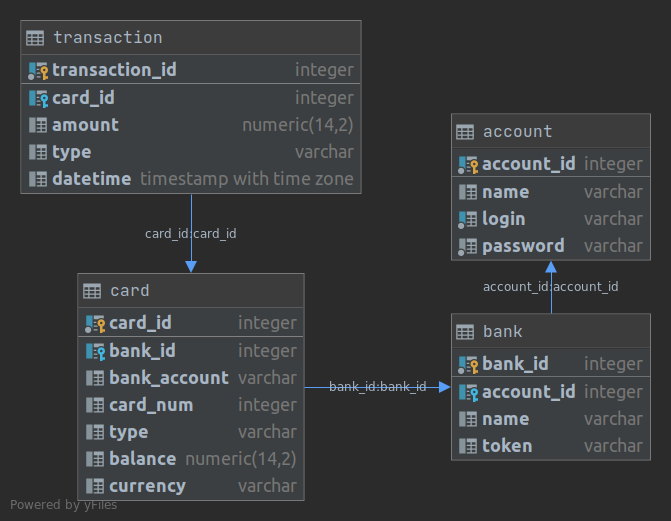 transaction
transaction_id integer
card_id integer
amount numeric(14,2)
type varchar
datetime timestamp with time zone
card_id:card_id
card
card_id integer
bank_id integer
bank_account varchar
card_num integer
type varchar
balance numeric(14,2)
currency varchar
bank_id:bank_id
account
account_id integer
name varchar
login varchar
password varchar
account_id:account_id
bank
bank_id integer
account_id integer
name varchar
token varchar
Powered by yFiles